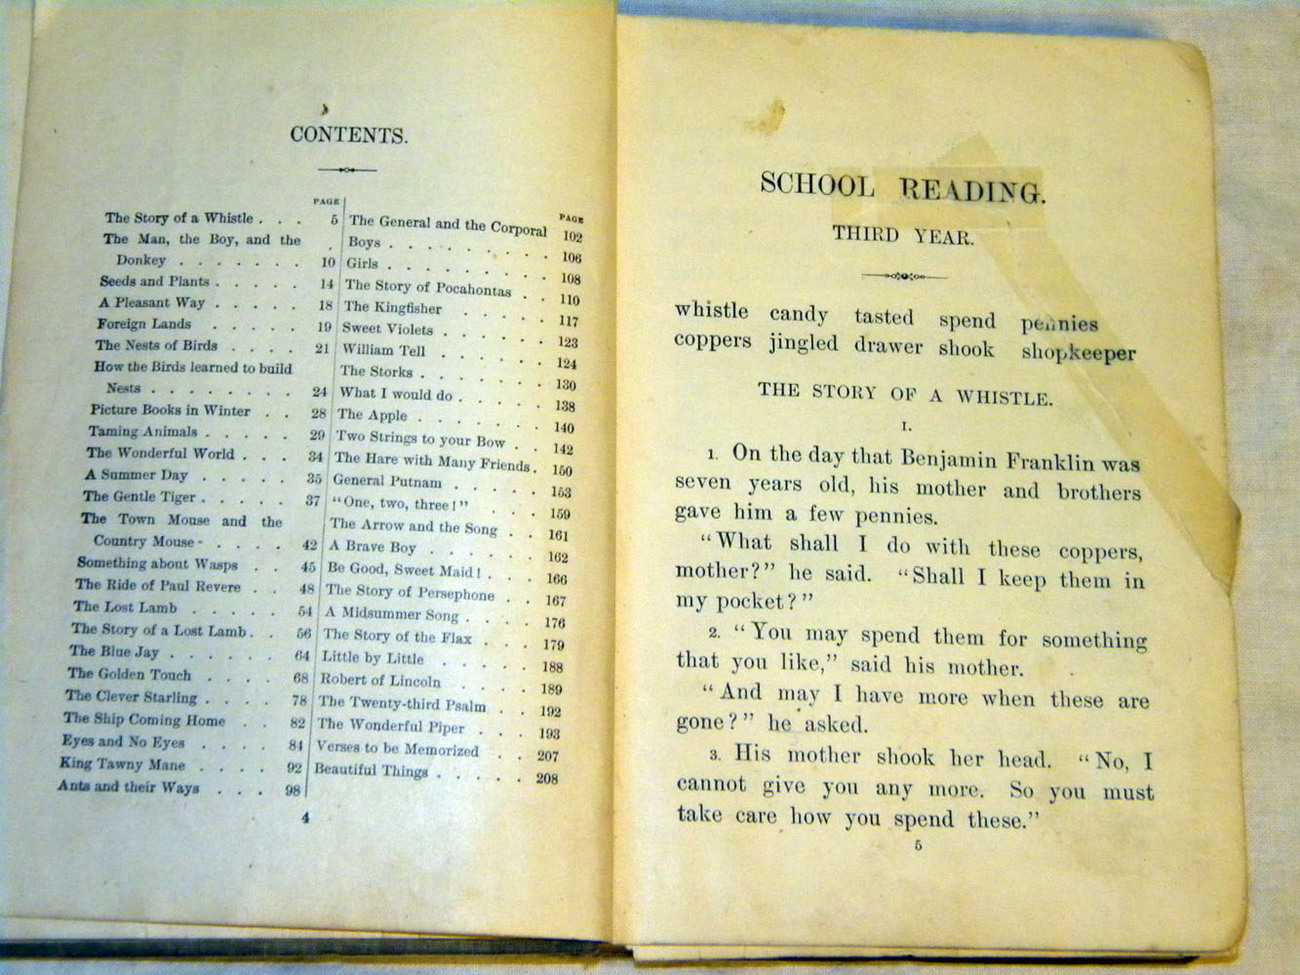 CONTENTS.
PAGE
The Story of a Whistle . . . 5
The Man, the Boy, and the
Donkey . . . . . . . 10
Seeds and Plants . . . . . 14
A Pleasant Way . . . . . 18
Foreign Lands . . . . . 19
The Nests of Birds . . . . 21
How the Birds learned to build
Nests . . . . . . . . 24
Picture Books in Winter . . 28
Taming Animals . . . . . 29
The Wonderful World . . . 34
A Summer Day . . . . . 35
The Gentle Tiger . . . . . 37
The Town Mouse and the
Country Mouse - . . . . 42
Something about Wasps . . 45
The Ride of Paul Revere . . 48
The Lost Lamb . . . . . 54
The Story of a Lost Lamb . . 56
The Blue Jay . . . . . . 64
The Golden Touch . . . . 68
The Clever Starling . . . . 78
The Ship Coming Home . . 82
Eyes and No Eyes . . . . 84
King Tawny Mane . . . . 92
Ants and their Ways . . . 98
PAGE
The General and the Corporal 102
Boys . . . . . . . . 106
Girls . . . . . . . . 108
The Story of Pocahontas . . 110
The Kingfisher . . . . . 117
Sweet Violets . . . . . . 123
William Tell . . . . . . 124
The Storks . . . . . . . 130
What I would do . . . . . 138
The Apple . . . . . . . 140
Two Strings to your Bow . . 142
The Hare with Many Friends . 150
General Putnam . . . . . 153
"One, two, three!" . . . . 159
The Arrow and the Song . . 161
A Brave Boy . . . . . . 162
Be Good, Sweet Maid! . . . 166
The Story of Persephone . . 167
A Midsummer Song . . . . 176
The Story of the Flax . . . 179
Little by Little . . . . . 188
Robert of Lincoln . . . . 189
The Twenty-third Psalm . . 192
The Wonderful Piper . . . 193
Verses to be Memorized . . 207
Beautiful Things . . . . . 208
4
SCHOOL READING.
THIRD YEAR.
whistle candy tasted spend pennies
coppers jingled drawer shook shopkeeper
THE STORY OF A WHISTLE.
I.
1. On the day that Benjamin Franklin was
seven years old, his mother and brothers
gave him a few pennies.
"What shall I do with these coppers,
mother?" he said. "Shall I keep them in
my pocket?"
2. "You may spend them for something
that you like," said his mother.
"And may I have more when these are
gone?" he asked.
3. His mother shook her head. "No, I
cannot give you any more. So you must
take care how you spend these."
5